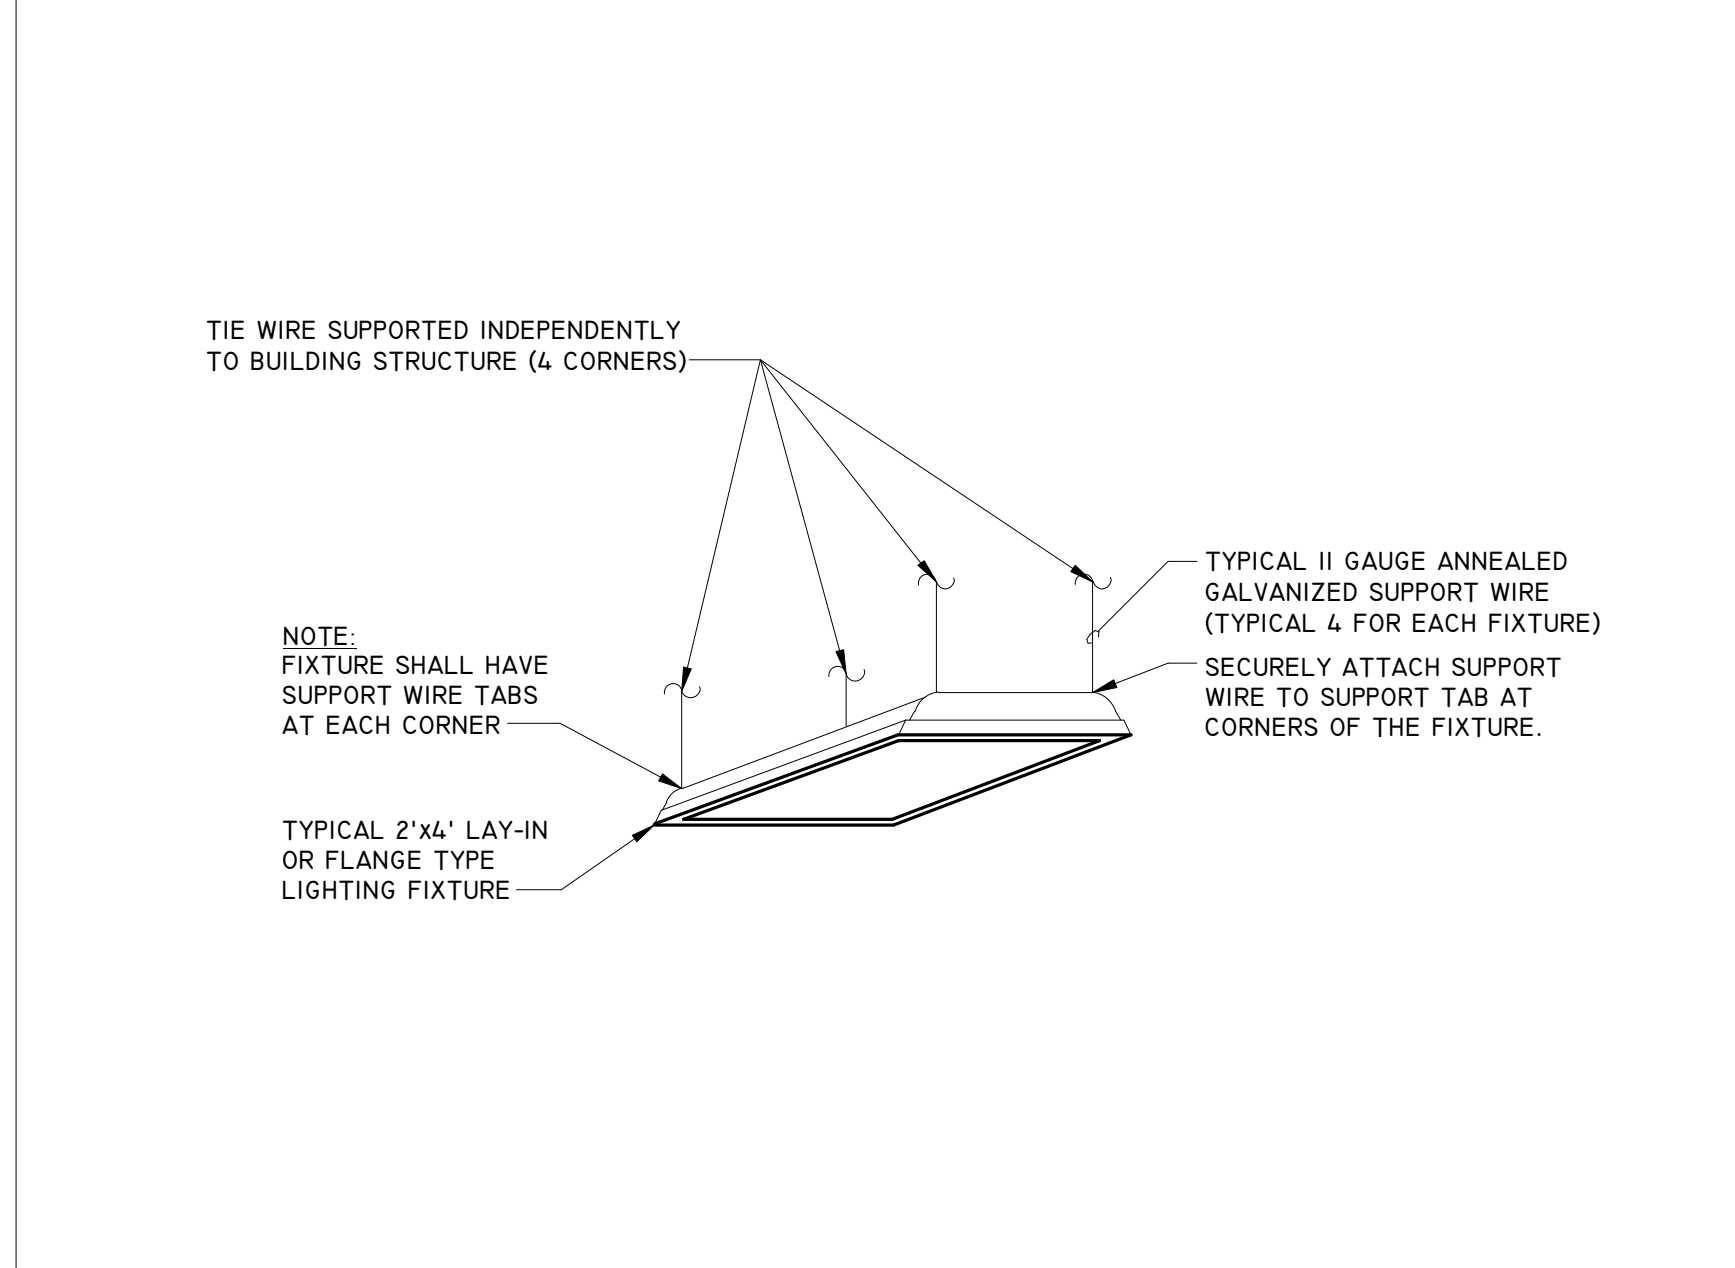 TIE WIRE SUPPORTED INDEPENDENTLY
TO BUILDING STRUCTURE (4 CORNERS)
TYPICAL 11 GAUGE ANNEALED
GALVANIZED SUPPORT WIRE
(TYPICAL 4 FOR EACH FIXTURE)
NOTE:
FIXTURE SHALL HAVE
SUPPORT WIRE TABS
AT EACH CORNER
SECURELY ATTACH SUPPORT
WIRE TO SUPPORT TAB AT
CORNERS OF THE FIXTURE.
TYPICAL 2'x4' LAY-IN
OR FLANGE TYPE
LIGHTING FIXTURE